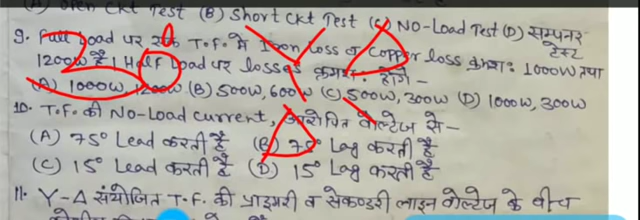 (A) Open Ckt Test (B) Short Ckt Test (C) NO-Load Test (D) सम्पनर टेस्ट
9. Full Load पर एक T.F. में Iron Loss व Copper loss क्रमशः 1000W तथा
1200W है। Half Load पर losses क्रमशः होंगे -
(A) 1000W, 1200W (B) 500W, 600W (C) 500W, 300W (D) 1000W, 300W
10. T.F. की No-Load current, आरोपित वोल्टेज से-
(A) 75° Lead करती है (B) 75° Lag करती है
(C) 15° Lead करती है (D) 15° Lag करती है
11. Y-Δ संयोजित T.F. की प्राइमरी व सेकण्डरी लाइन वोल्टेज के बीच